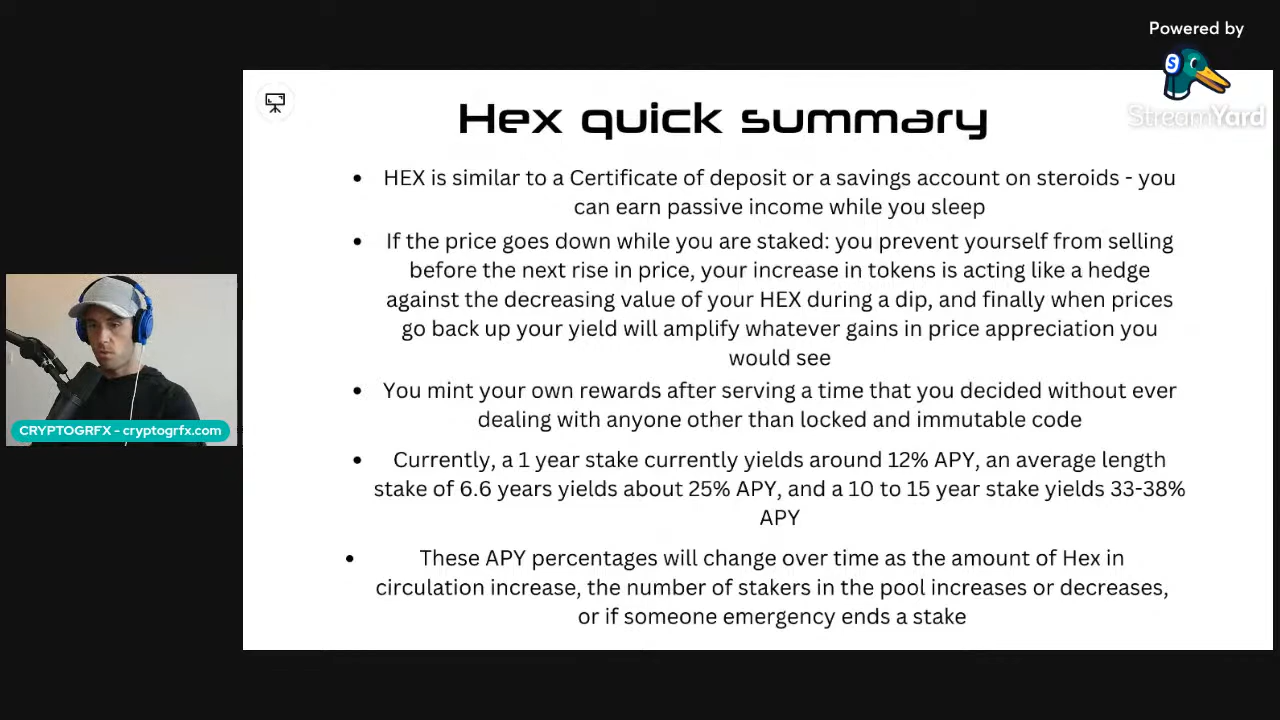 Powered by
S
StreamYard
Hex quick summary
• HEX is similar to a Certificate of deposit or a savings account on steroids - you
can earn passive income while you sleep
• If the price goes down while you are staked: you prevent yourself from selling
before the next rise in price, your increase in tokens is acting like a hedge
against the decreasing value of your HEX during a dip, and finally when prices
go back up your yield will amplify whatever gains in price appreciation you
would see
• You mint your own rewards after serving a time that you decided without ever
dealing with anyone other than locked and immutable code
• Currently, a 1 year stake currently yields around 12% APY, an average length
stake of 6.6 years yields about 25% APY, and a 10 to 15 year stake yields 33-38%
APY
• These APY percentages will change over time as the amount of Hex in
circulation increase, the number of stakers in the pool increases or decreases,
or if someone emergency ends a stake
CRYPTOGRFX - cryptogrfx.com